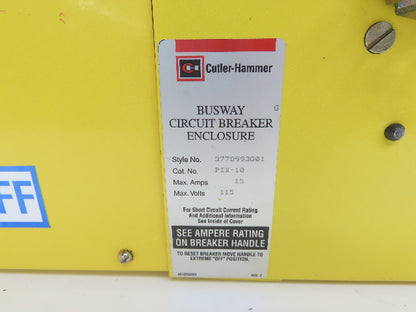 Cutler-Hammer
BUSWAY
CIRCUIT BREAKER
ENCLOSURE
G
Style No. 377D993G01
Cat. No. PIX-10
Max. Amps 15
Max. Volts 115
For Short Circuit Current Rating
And Additional Information
See Inside of Cover
SEE AMPERE RATING
ON BREAKER HANDLE
TO RESET BREAKER MOVE HANDLE TO
EXTREME "OFF" POSITION.
FF